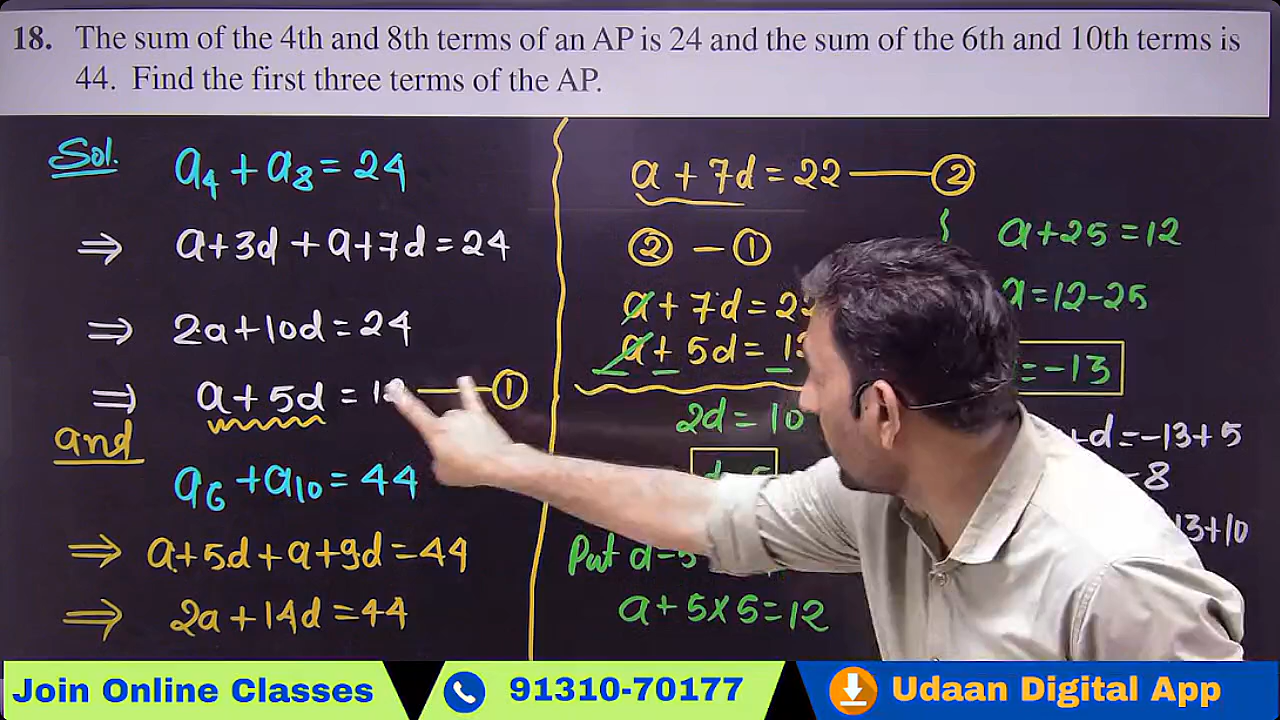 18. The sum of the 4th and 8th terms of an AP is 24 and the sum of the 6th and 10th terms is
44. Find the first three terms of the AP.
Sol. a₄ + a₈ = 24
⇒ a+3d + a+7d = 24
⇒ 2a+10d = 24
⇒ a+5d = 1 ①
and
a₆ + a₁₀ = 44
⇒ a+5d + a+9d = 44
⇒ 2a+14d = 44
a + 7d = 22 ②
② - ①
a + 7d = 22
a + 5d = 1
2d = 10
Put d=5
a + 5×5 = 12
a+25 = 12
a = 12-25
= -13
+d = -13+5
= 8
13+10
Join Online Classes
91310-70177
Udaan Digital App